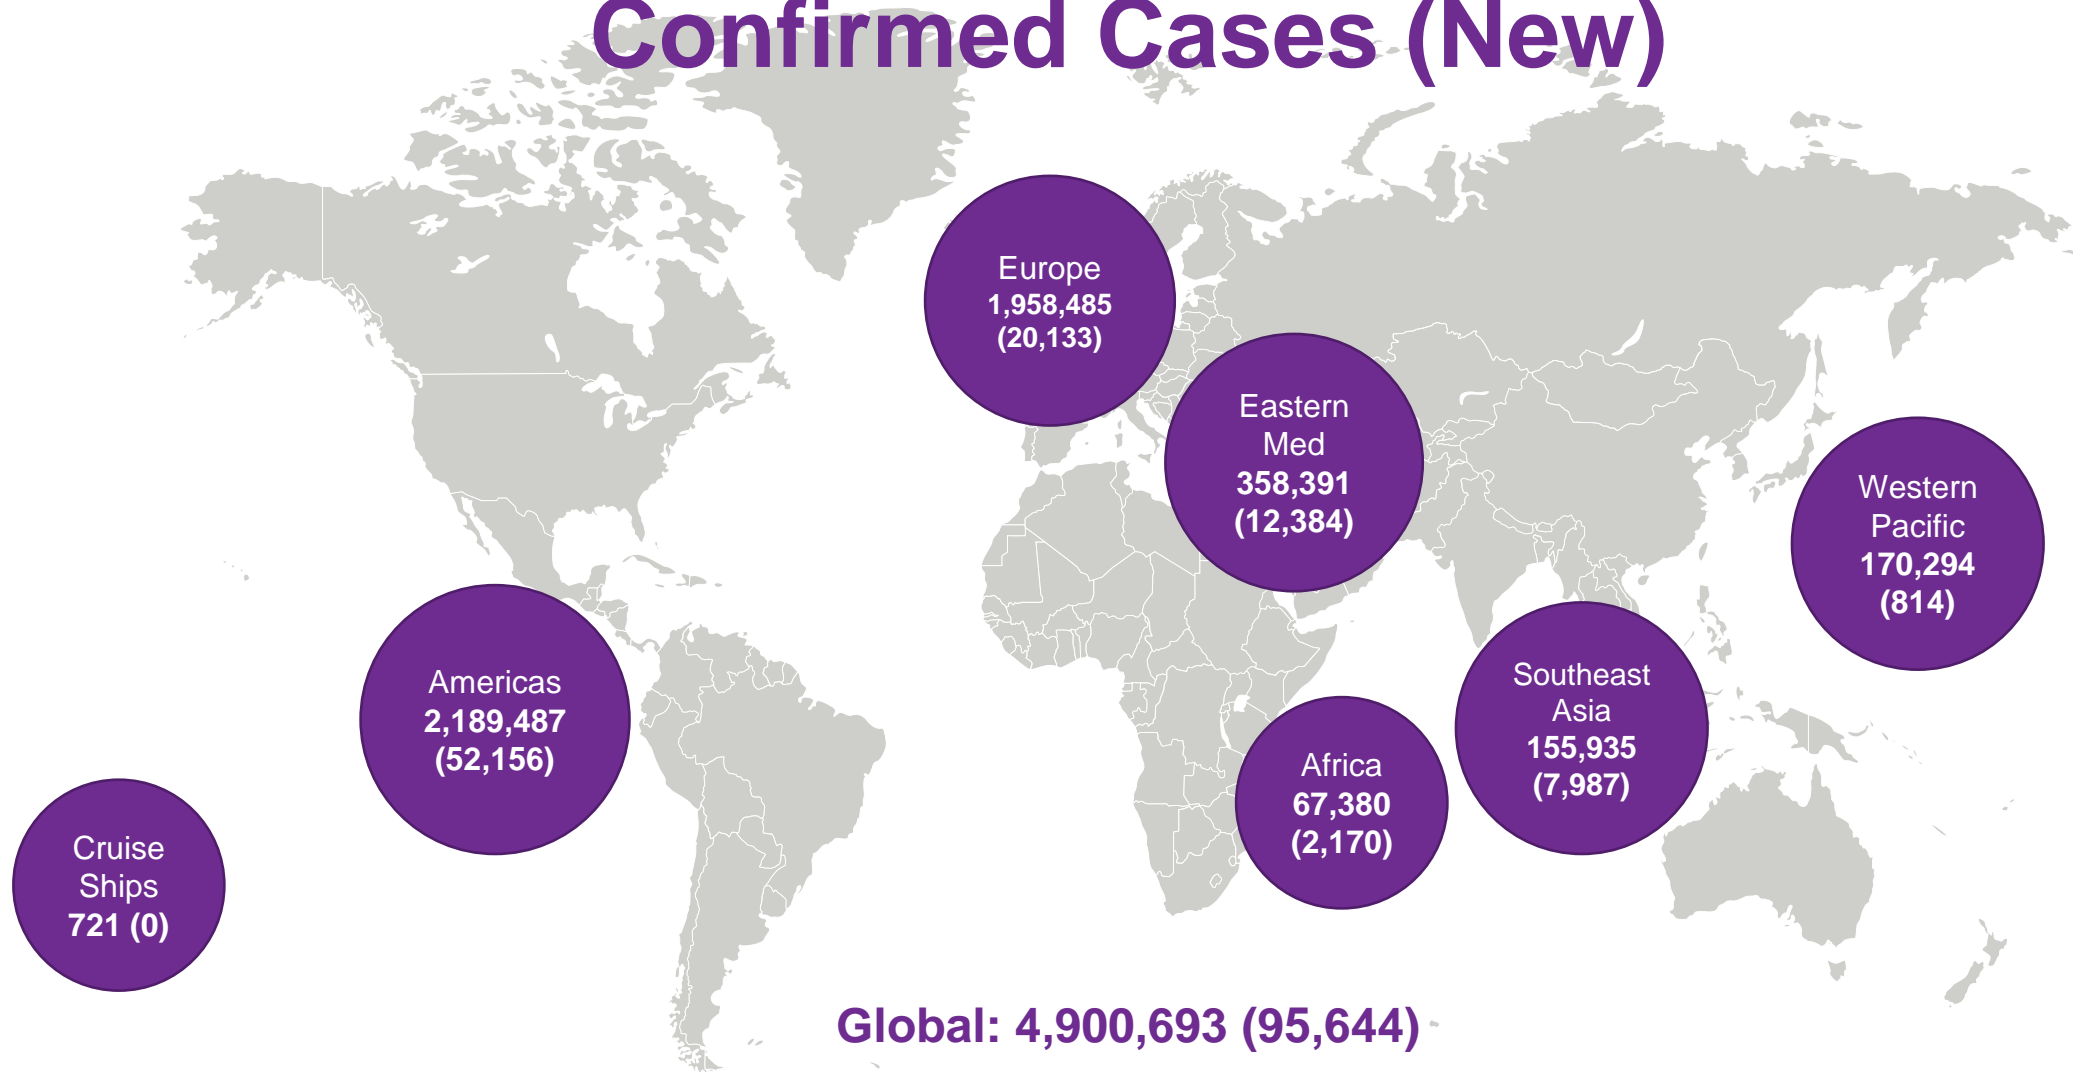 Confirmed Cases (New)
Europe
1,958,485
(20,133)
Eastern
Med
358,391
(12,384)
Western
Pacific
170,294
(814)
Americas
2,189,487
(52,156)
Southeast
Asia
155,935
(7,987)
Africa
67,380
(2,170)
Cruise
Ships
721 (0)
Global: 4,900,693 (95,644)